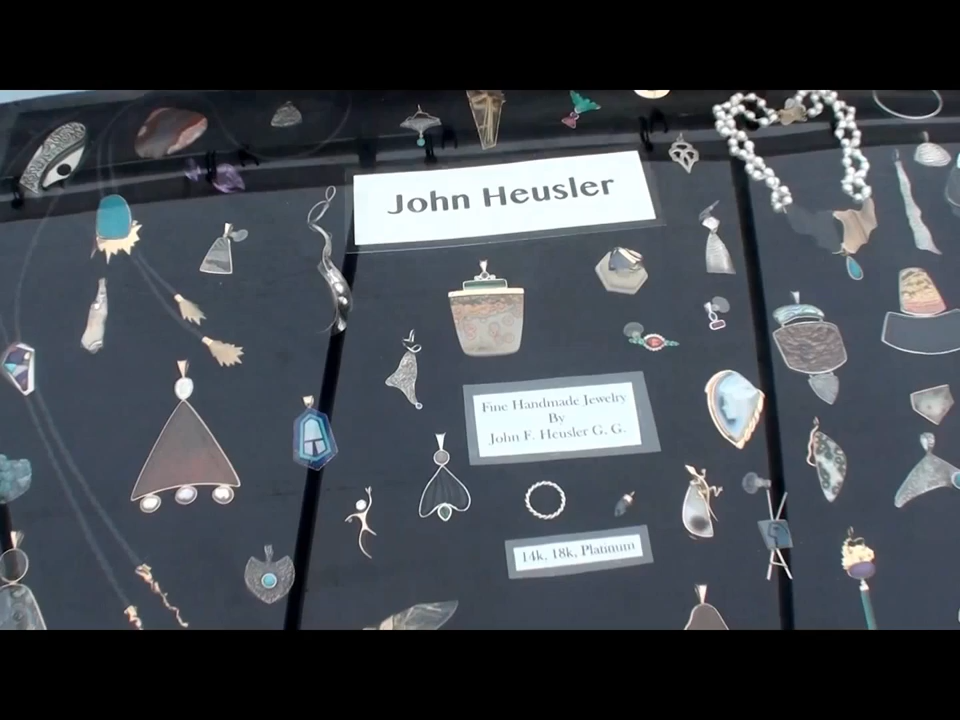 John Heusler
Fine Handmade Jewelry
By
John F. Heusler G. G.
14k, 18k, Platinum